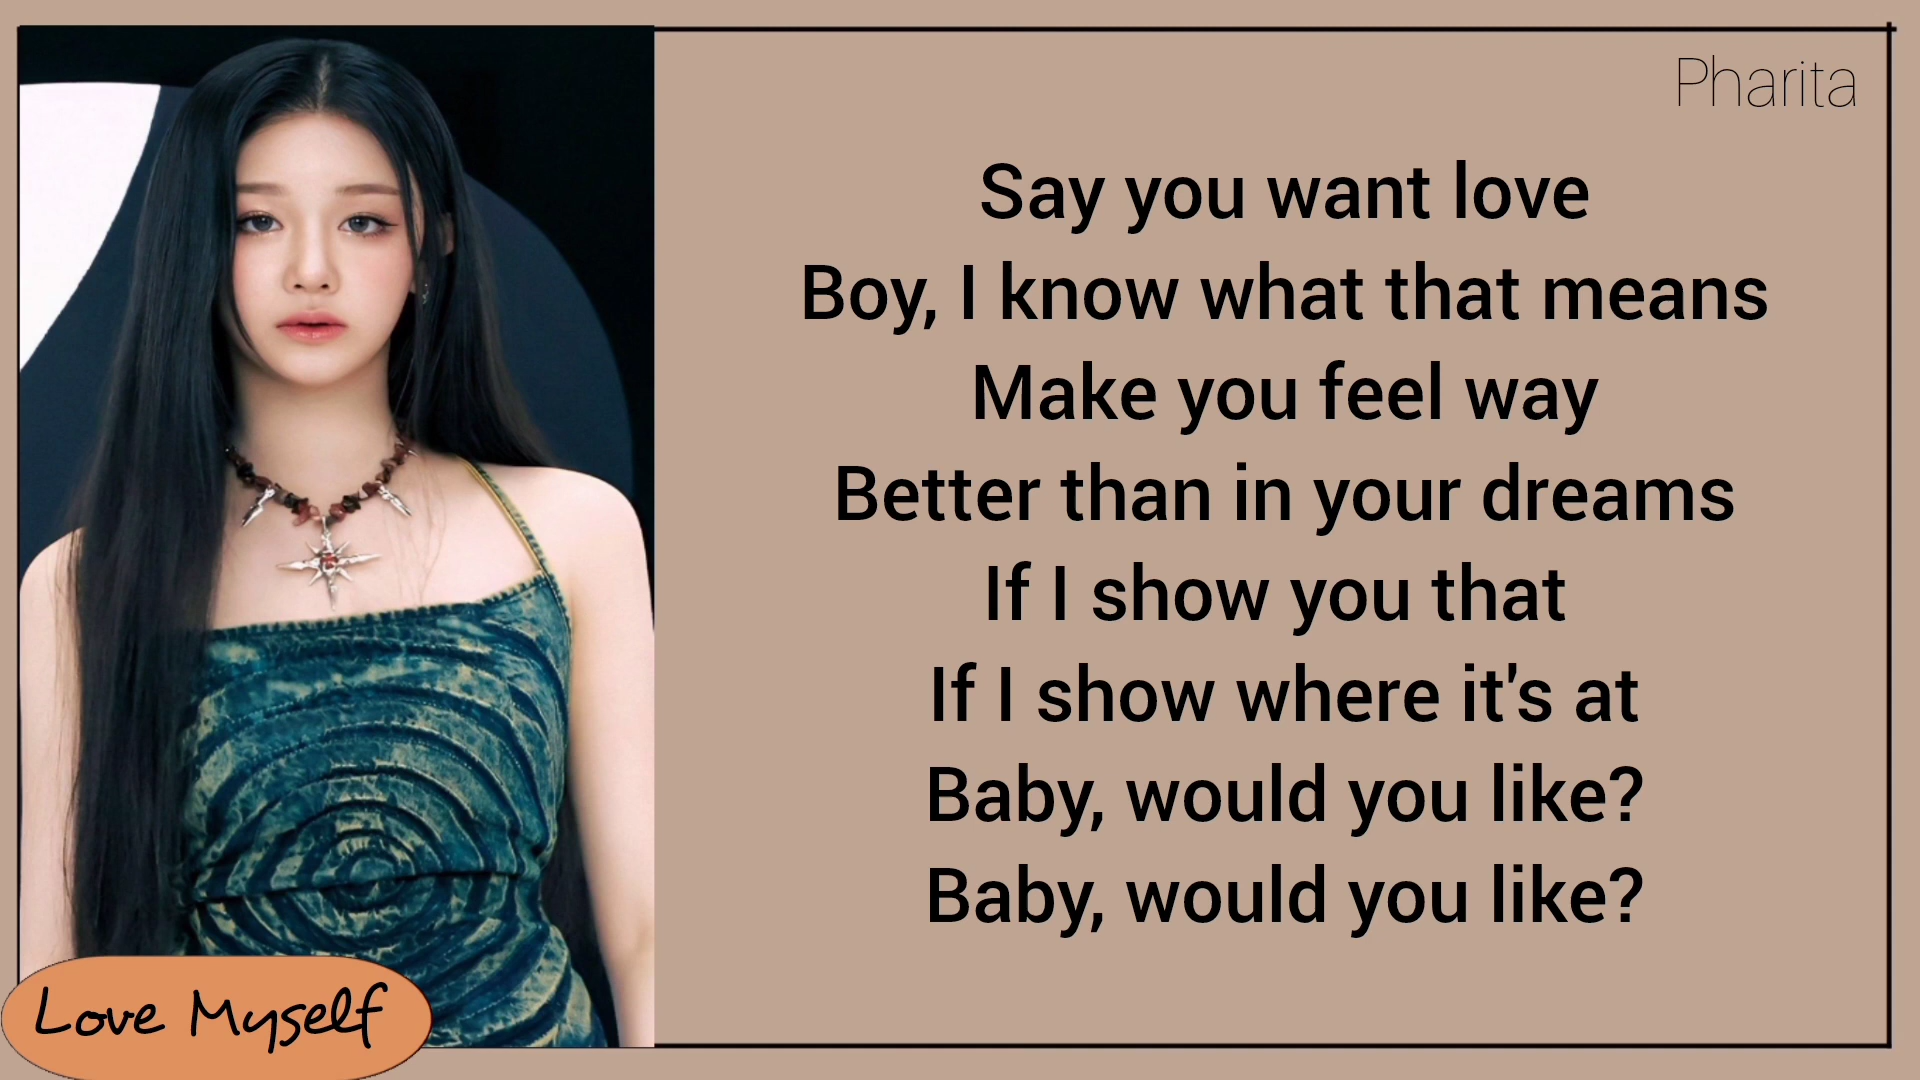 Pharita
Say you want love
Boy, I know what that means
Make you feel way
Better than in your dreams
If I show you that
If I show where it's at
Baby, would you like?
Baby, would you like?
Love Myself